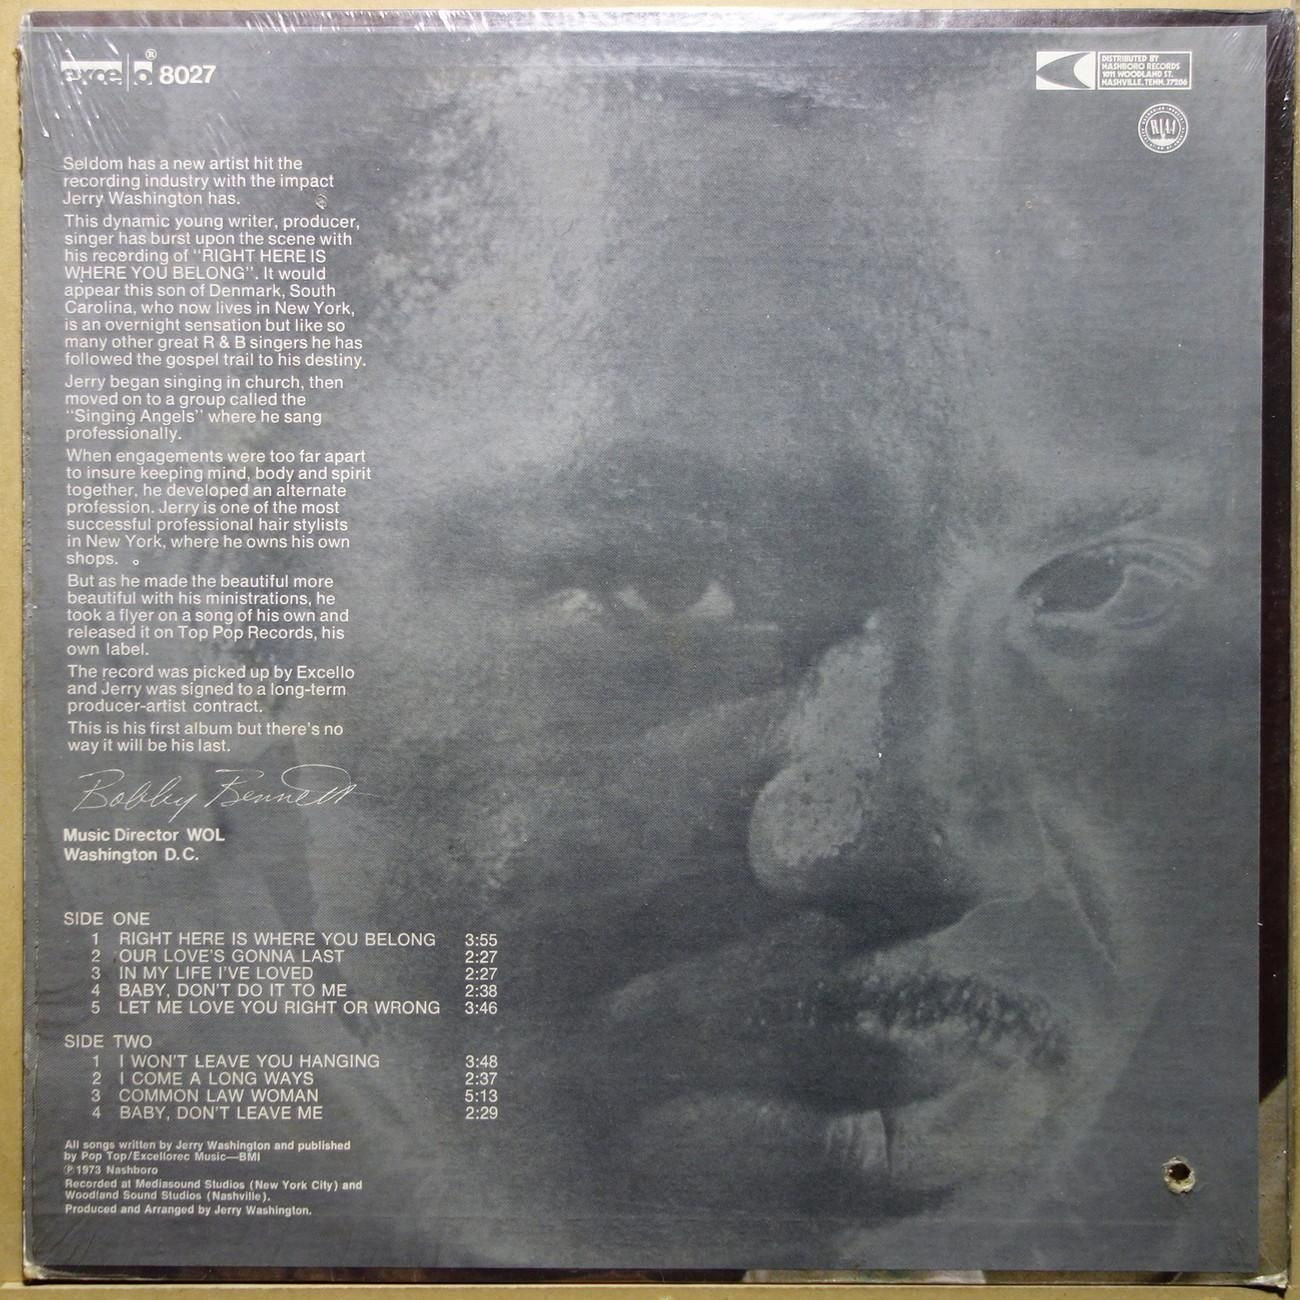 excello® 8027
DISTRIBUTED BY
NASHBORO RECORDS
1011 WOODLAND ST.
NASHVILLE, TENN. 37206
RIAA
Seldom has a new artist hit the
recording industry with the impact
Jerry Washington has.
This dynamic young writer, producer,
singer has burst upon the scene with
his recording of "RIGHT HERE IS
WHERE YOU BELONG". It would
appear this son of Denmark, South
Carolina, who now lives in New York,
is an overnight sensation but like so
many other great R & B singers he has
followed the gospel trail to his destiny.
Jerry began singing in church, then
moved on to a group called the
"Singing Angels" where he sang
professionally.
When engagements were too far apart
to insure keeping mind, body and spirit
together, he developed an alternate
profession. Jerry is one of the most
successful professional hair stylists
in New York, where he owns his own
shops.
But as he made the beautiful more
beautiful with his ministrations, he
took a flyer on a song of his own and
released it on Top Pop Records, his
own label.
The record was picked up by Excello
and Jerry was signed to a long-term
producer-artist contract.
This is his first album but there's no
way it will be his last.
Bobby Bennett
Music Director WOL
Washington D.C.
SIDE ONE
1 RIGHT HERE IS WHERE YOU BELONG 3:55
2 OUR LOVE'S GONNA LAST 2:27
3 IN MY LIFE I'VE LOVED 2:27
4 BABY, DON'T DO IT TO ME 2:38
5 LET ME LOVE YOU RIGHT OR WRONG 3:46
SIDE TWO
1 I WON'T LEAVE YOU HANGING 3:48
2 I COME A LONG WAYS 2:37
3 COMMON LAW WOMAN 5:13
4 BABY, DON'T LEAVE ME 2:29
All songs written by Jerry Washington and published
by Pop Top/Excellorec Music—BMI
℗1973 Nashboro
Recorded at Mediasound Studios (New York City) and
Woodland Sound Studios (Nashville).
Produced and Arranged by Jerry Washington.